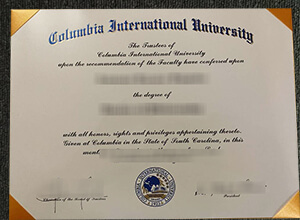 Columbia International University
The Trustees of
Columbia International University
upon the recommendation of the Faculty have conferred upon
the degree of
with all honors, rights and privileges appertaining thereto.
Given at Columbia in the State of South Carolina, in this
President